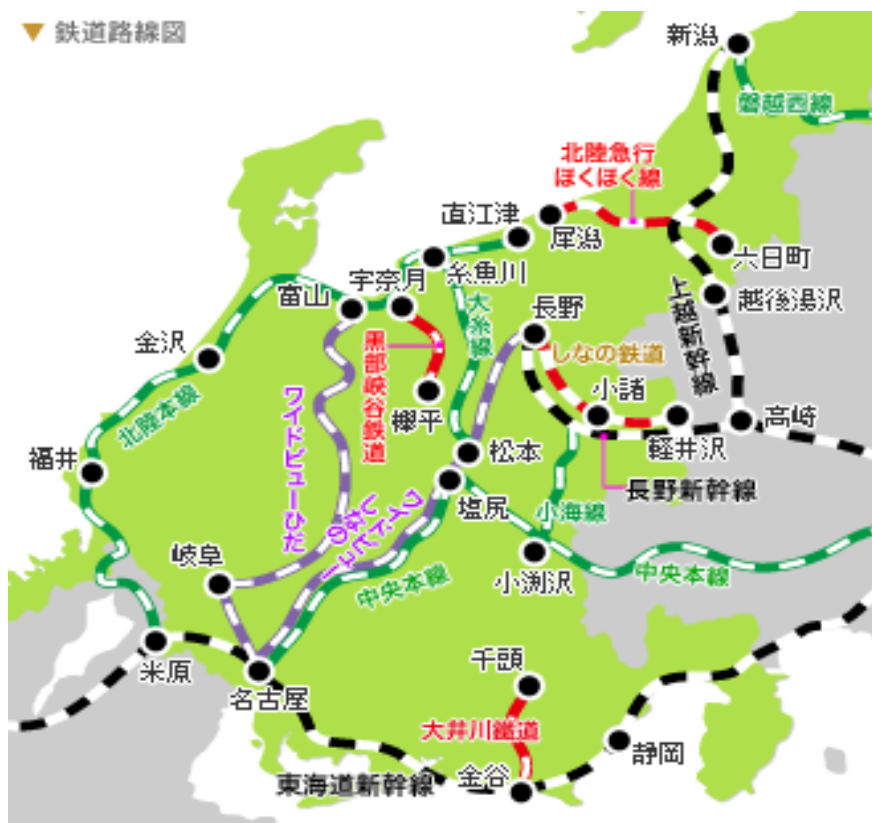 ▼ 鉄道路線図
新潟
磐越西線
北陸急行
ほくほく線
直江津
犀潟
六日町
糸魚川
宇奈月
富山
越後湯沢
上越新幹線
大糸線
長野
しなの鉄道
金沢
黒部峡谷鉄道
小諸
欅平
高崎
軽井沢
北陸本線
ワイドビューひだ
松本
福井
長野新幹線
塩尻
小海線
ワイドビュー
しなの
岐阜
小渕沢
中央本線
中央本線
米原
名古屋
千頭
大井川鐵道
静岡
金谷
東海道新幹線